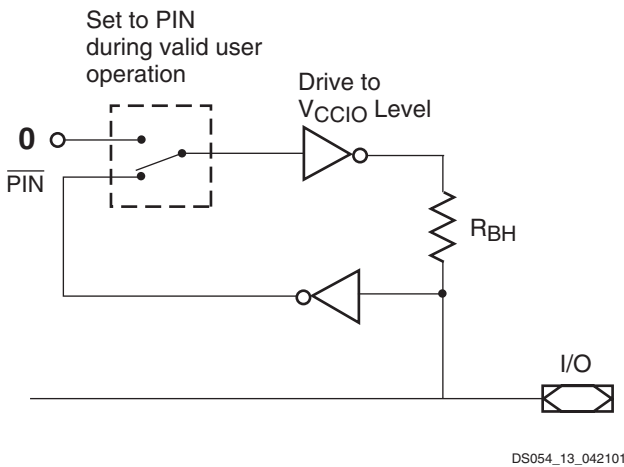 Set to PIN
during valid user
operation
Drive to
VCCIO Level
0
PIN
RBH
I/O
DS054_13_042101